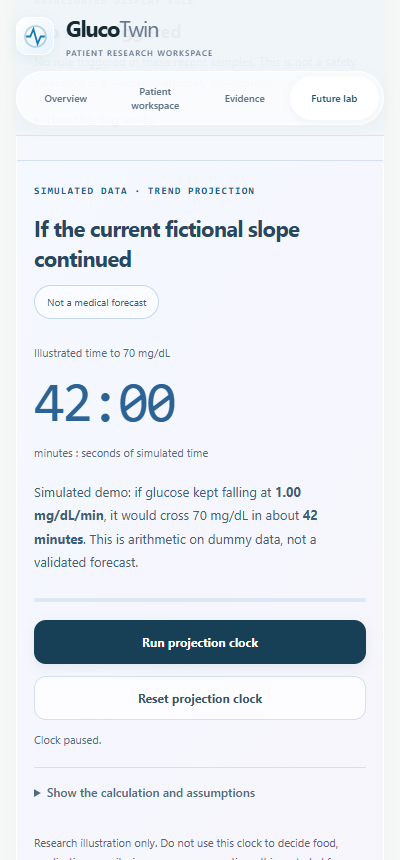 GlucoTwin
PATIENT RESEARCH WORKSPACE
Overview
Patient
workspace
Evidence
Future lab
SIMULATED DATA · TREND PROJECTION
If the current fictional slope
continued
Not a medical forecast
Illustrated time to 70 mg/dL
42:00
minutes : seconds of simulated time
Simulated demo: if glucose kept falling at 1.00
mg/dL/min, it would cross 70 mg/dL in about 42
minutes. This is arithmetic on dummy data, not a
validated forecast.
Run projection clock
Reset projection clock
Clock paused.
Show the calculation and assumptions
Research illustration only. Do not use this clock to decide food,